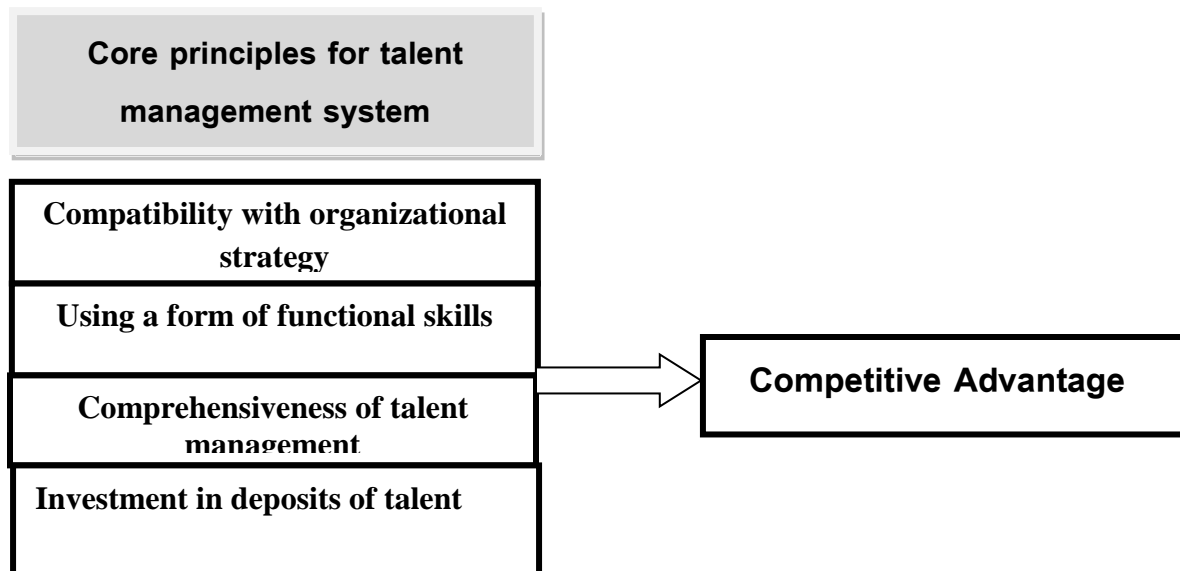 Core principles for talent
management system
Compatibility with organizational
strategy
Using a form of functional skills
Comprehensiveness of talent
management
Investment in deposits of talent
Competitive Advantage